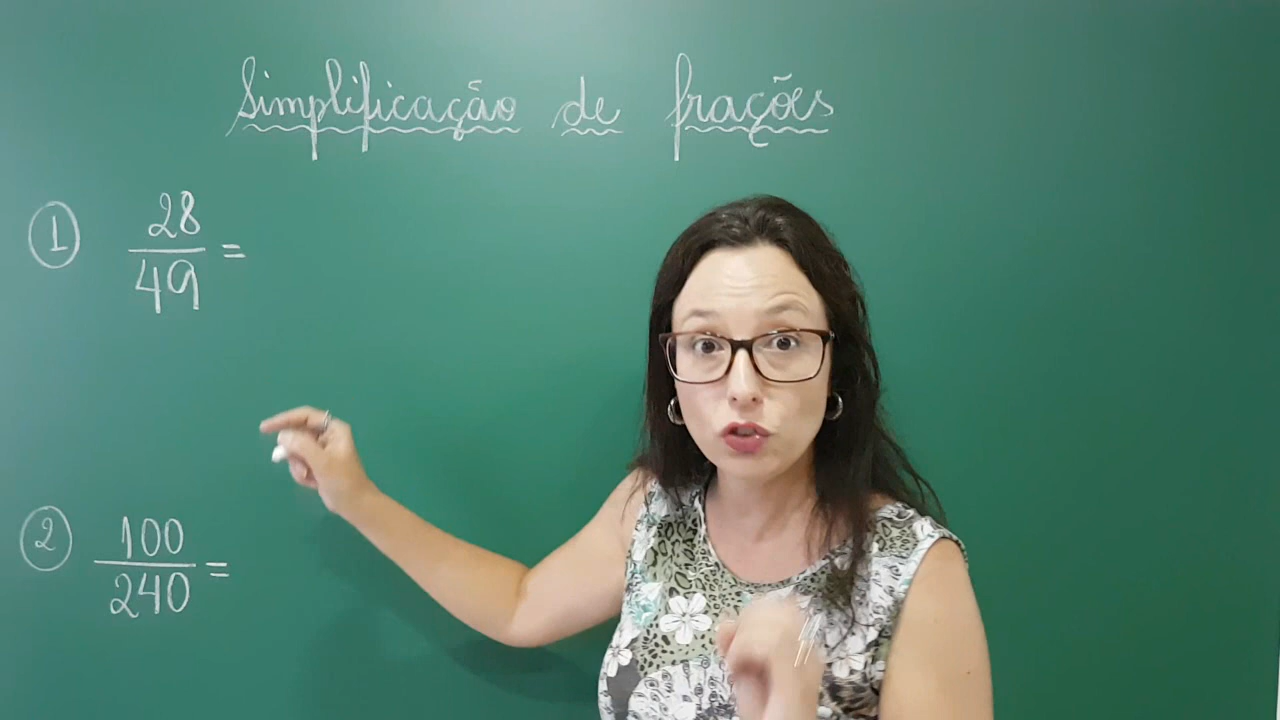 Simplificação de frações
1 28/49 =
2 100/240 =